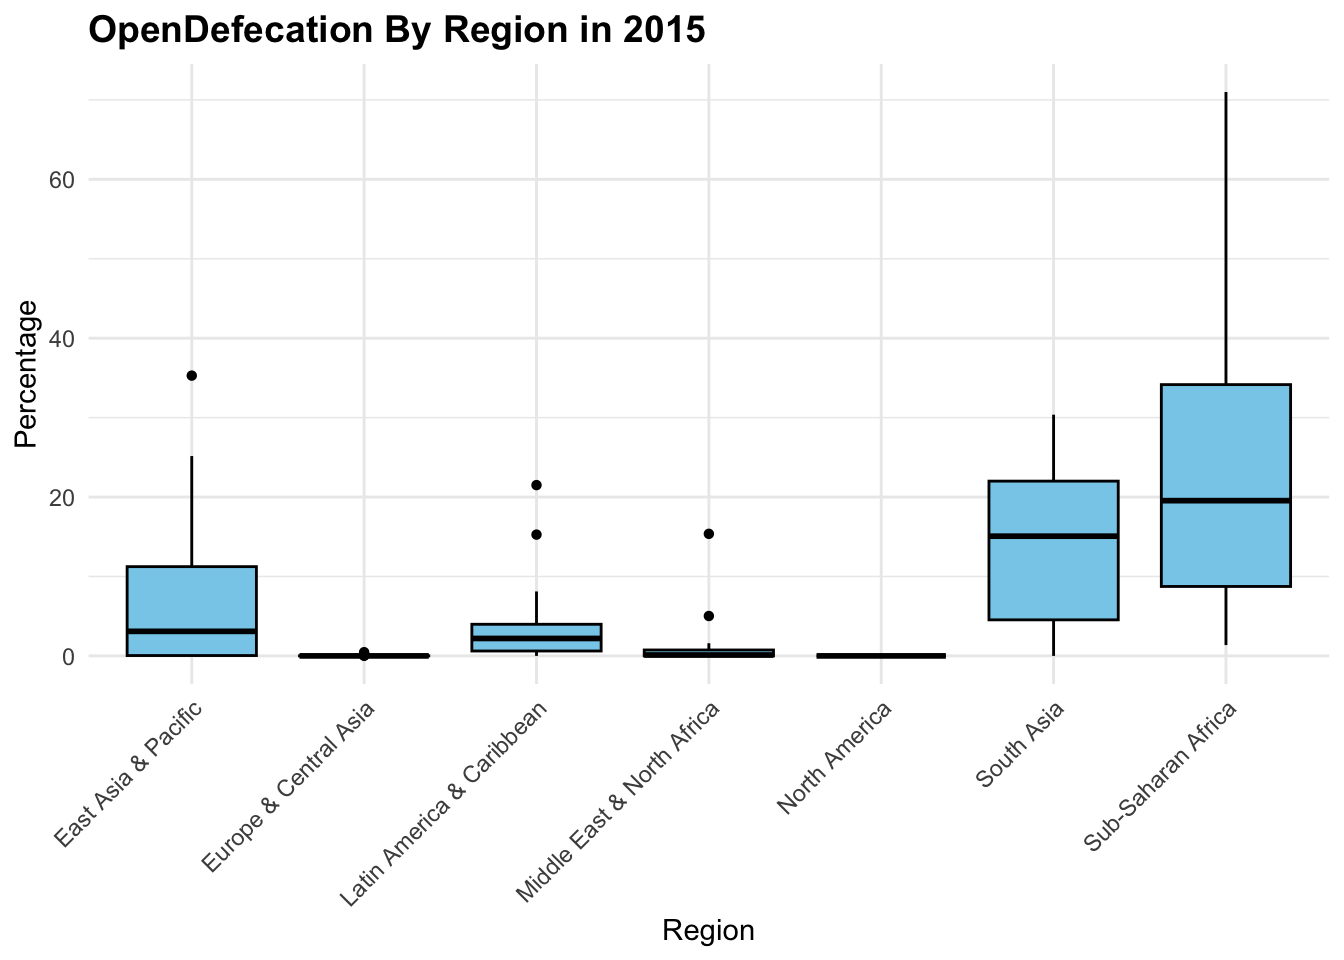 OpenDefecation By Region in 2015
Percentage
60
40
20
0
East Asia & Pacific
Europe & Central Asia
Latin America & Caribbean
Middle East & North Africa
North America
South Asia
Sub-Saharan Africa
Region